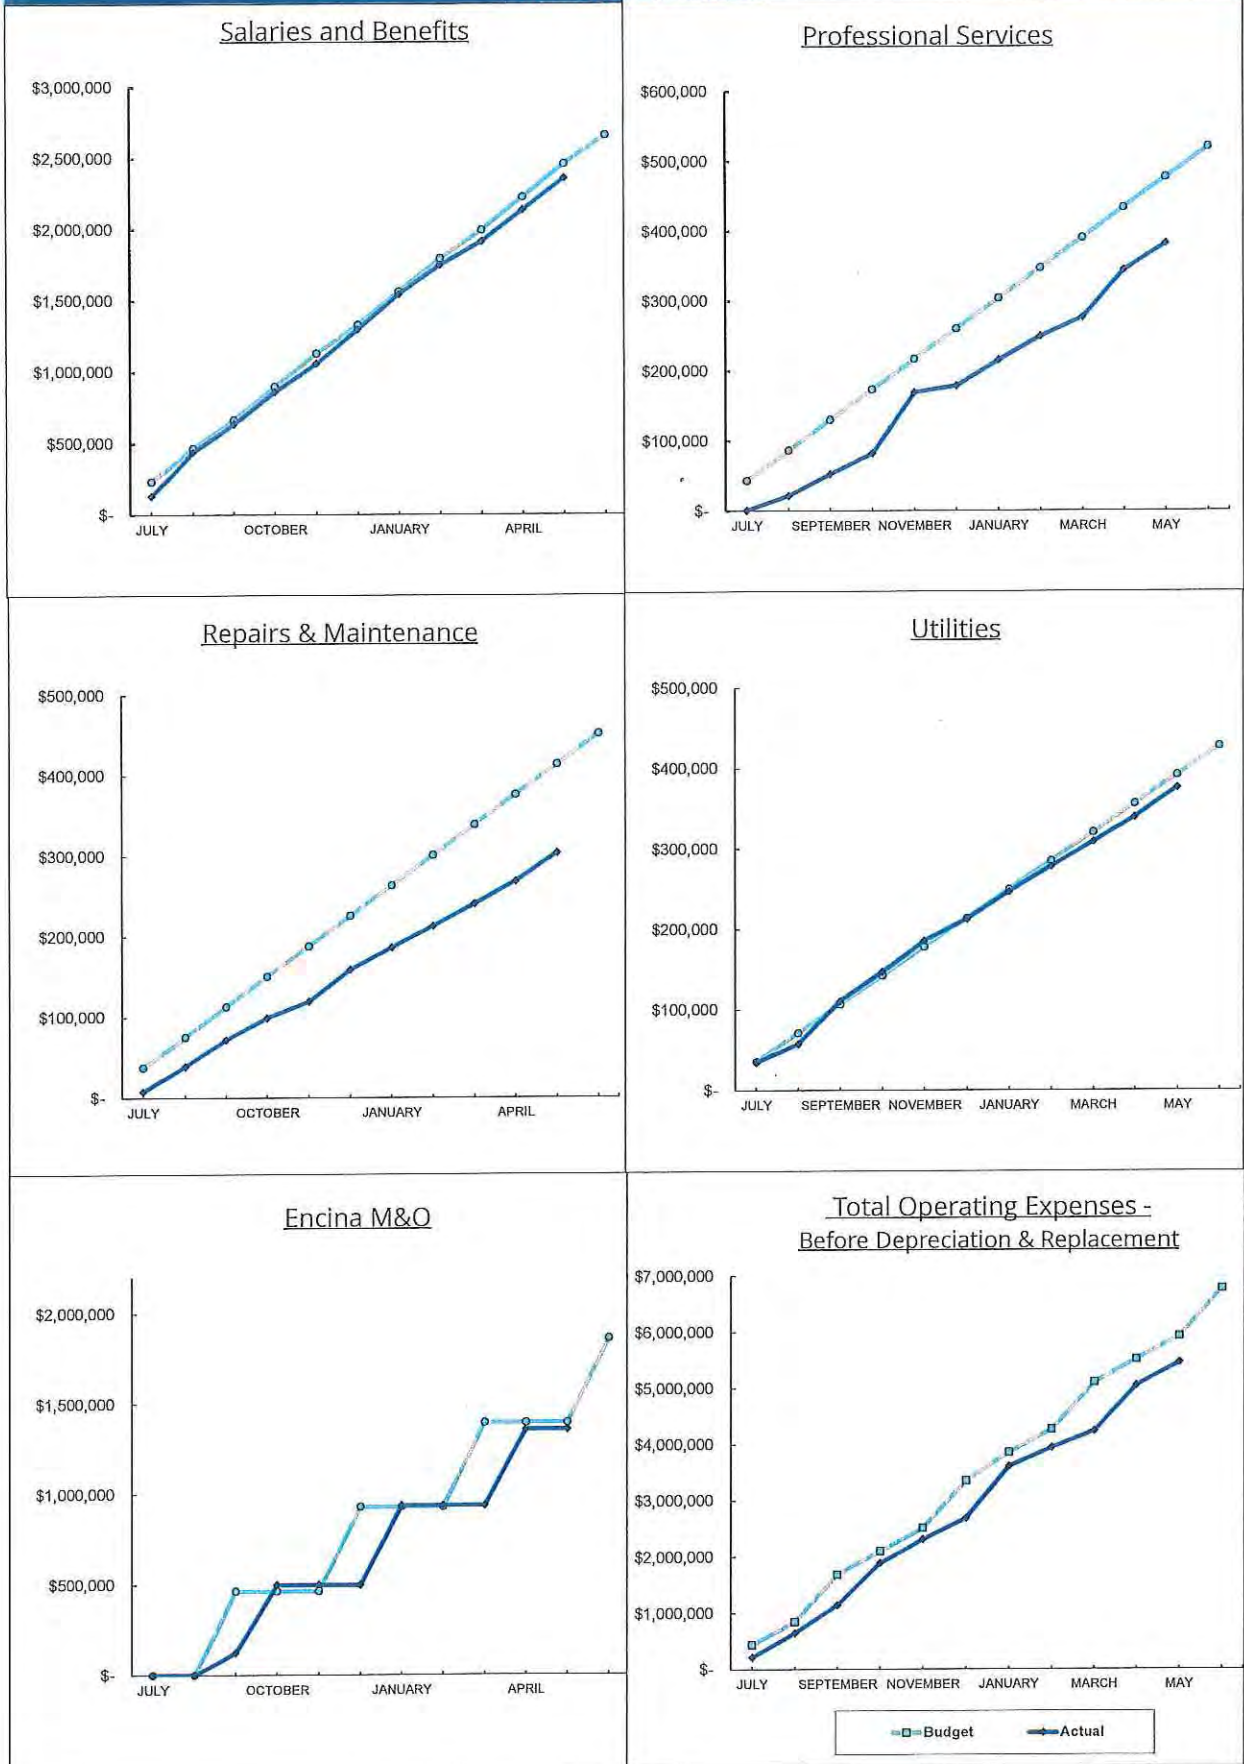 Salaries and Benefits
$3,000,000
$2,500,000
$2,000,000
$1,500,000
$1,000,000
$500,000
$-
JULY OCTOBER JANUARY APRIL
Professional Services
$600,000
$500,000
$400,000
$300,000
$200,000
$100,000
$-
JULY SEPTEMBER NOVEMBER JANUARY MARCH MAY
Repairs & Maintenance
$500,000
$400,000
$300,000
$200,000
$100,000
$-
JULY OCTOBER JANUARY APRIL
Utilities
$500,000
$400,000
$300,000
$200,000
$100,000
$-
JULY SEPTEMBER NOVEMBER JANUARY MARCH MAY
Encina M&O
$2,000,000
$1,500,000
$1,000,000
$500,000
$-
JULY OCTOBER JANUARY APRIL
Total Operating Expenses -
Before Depreciation & Replacement
$7,000,000
$6,000,000
$5,000,000
$4,000,000
$3,000,000
$2,000,000
$1,000,000
$-
JULY SEPTEMBER NOVEMBER JANUARY MARCH MAY
Budget Actual